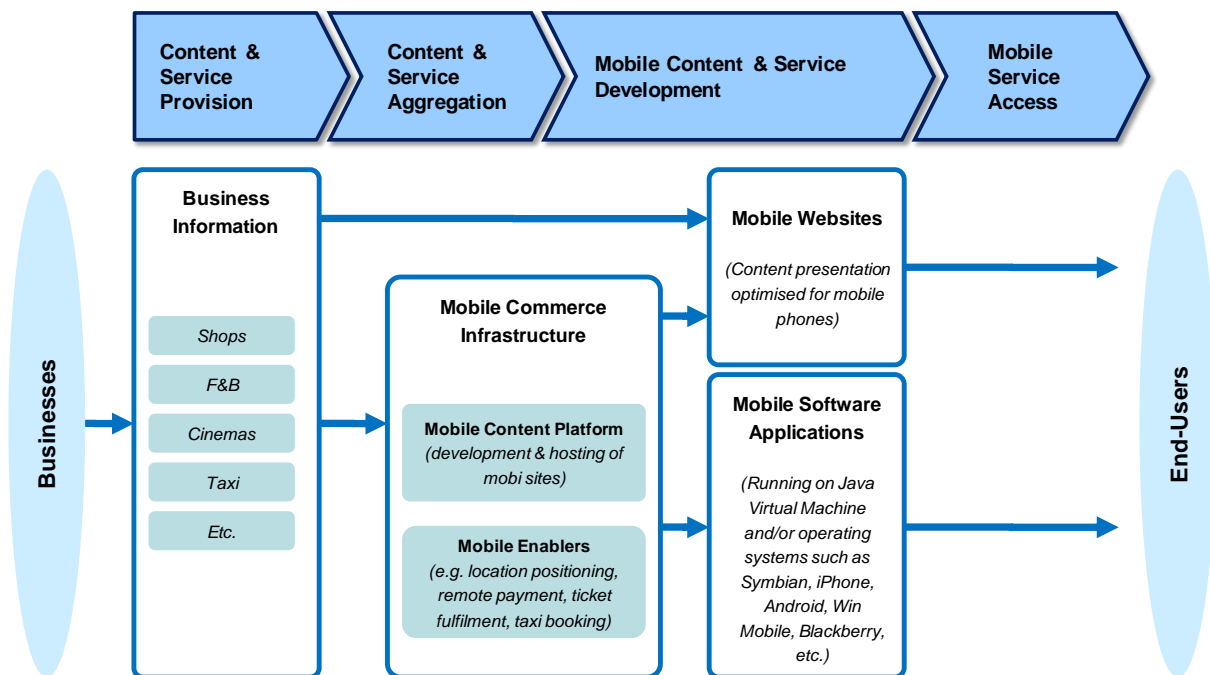 Content &
Service
Provision
Content &
Service
Aggregation
Mobile Content & Service
Development
Mobile
Service
Access
Businesses
Business
Information
Shops
F&B
Cinemas
Taxi
Etc.
Mobile Commerce
Infrastructure
Mobile Content Platform
(development & hosting of
mobi sites)
Mobile Enablers
(e.g. location positioning,
remote payment, ticket
fulfilment, taxi booking)
Mobile Websites
(Content presentation
optimised for mobile
phones)
Mobile Software
Applications
(Running on Java
Virtual Machine
and/or operating
systems such as
Symbian, iPhone,
Android, Win
Mobile, Blackberry,
etc.)
End-Users